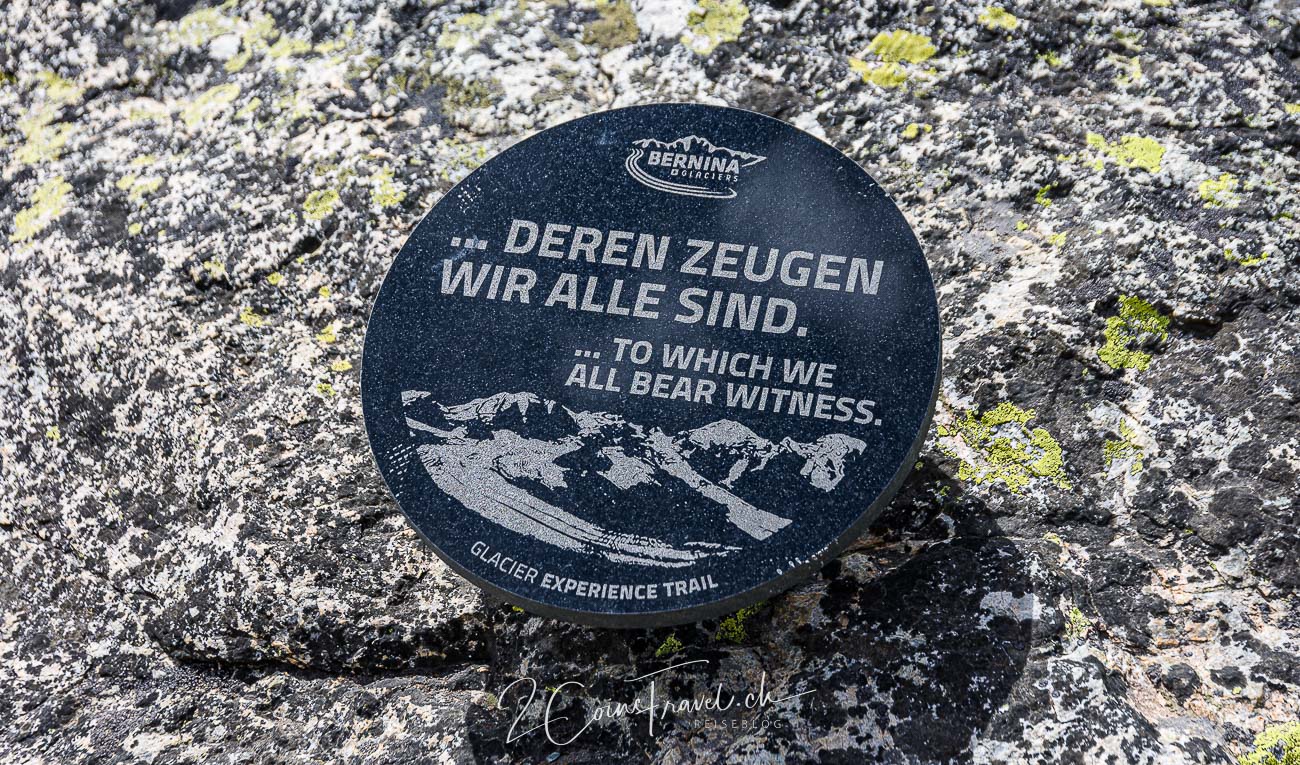 BERNINA
GLACIERS
... DEREN ZEUGEN
WIR ALLE SIND.
... TO WHICH WE
ALL BEAR WITNESS.
GLACIER EXPERIENCE TRAIL
2CoinsTravel.ch
REISEBLOG